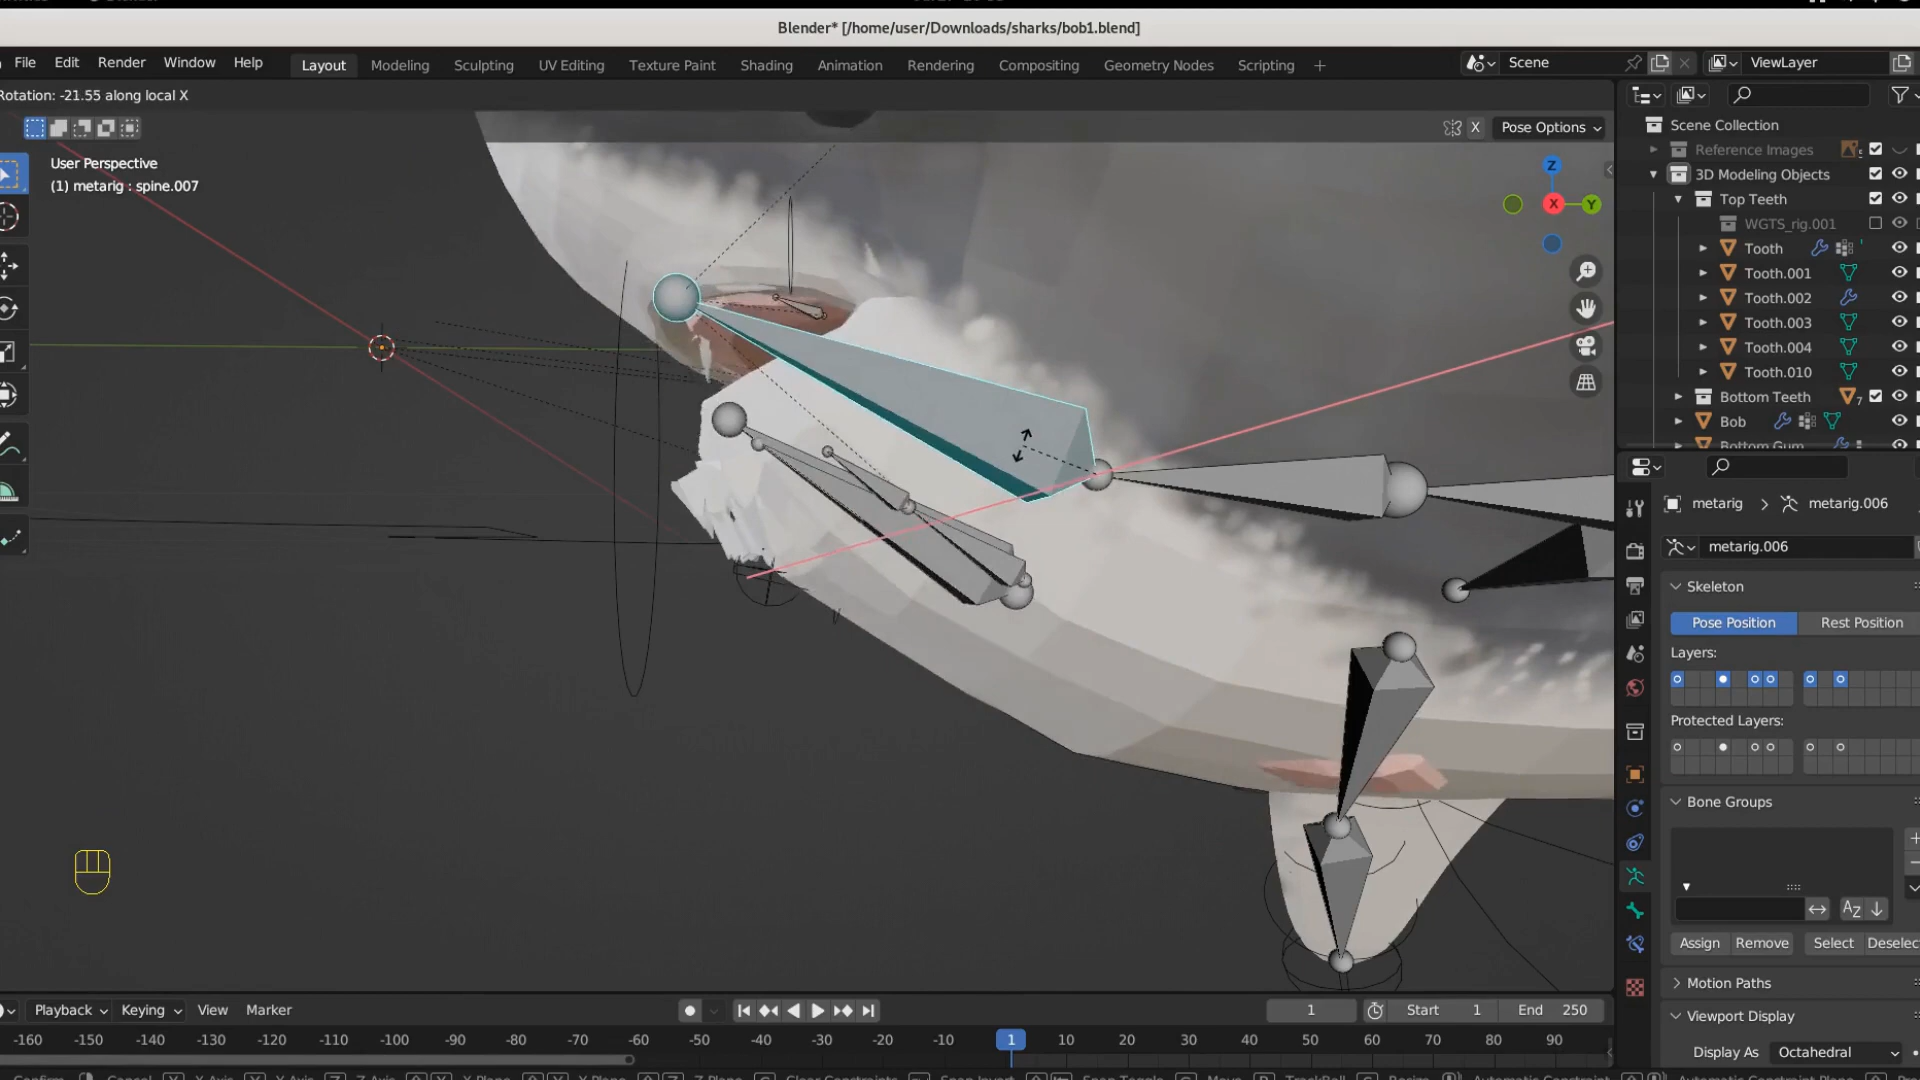 Blender* [/home/user/Downloads/sharks/bob1.blend]
File Edit Render Window Help
Layout Modeling Sculpting UV Editing Texture Paint Shading Animation Rendering Compositing Geometry Nodes Scripting +
Scene
ViewLayer
Rotation: -21.55 along local X
X
Pose Options
User Perspective
(1) metarig : spine.007
Z
X
Y
Scene Collection
Reference Images
3D Modeling Objects
Top Teeth
WGTS_rig.001
Tooth
Tooth.001
Tooth.002
Tooth.003
Tooth.004
Tooth.010
Bottom Teeth
7
Bob
Bottom Gum
metarig > metarig.006
metarig.006
Skeleton
Pose Position Rest Position
Layers:
Protected Layers:
Bone Groups
Assign Remove Select Deselect
Motion Paths
Viewport Display
Display As Octahedral
Playback Keying View Marker
1 Start 1 End 250
-160 -150 -140 -130 -120 -110 -100 -90 -80 -70 -60 -50 -40 -30 -20 -10 1 10 20 30 40 50 60 70 80 90